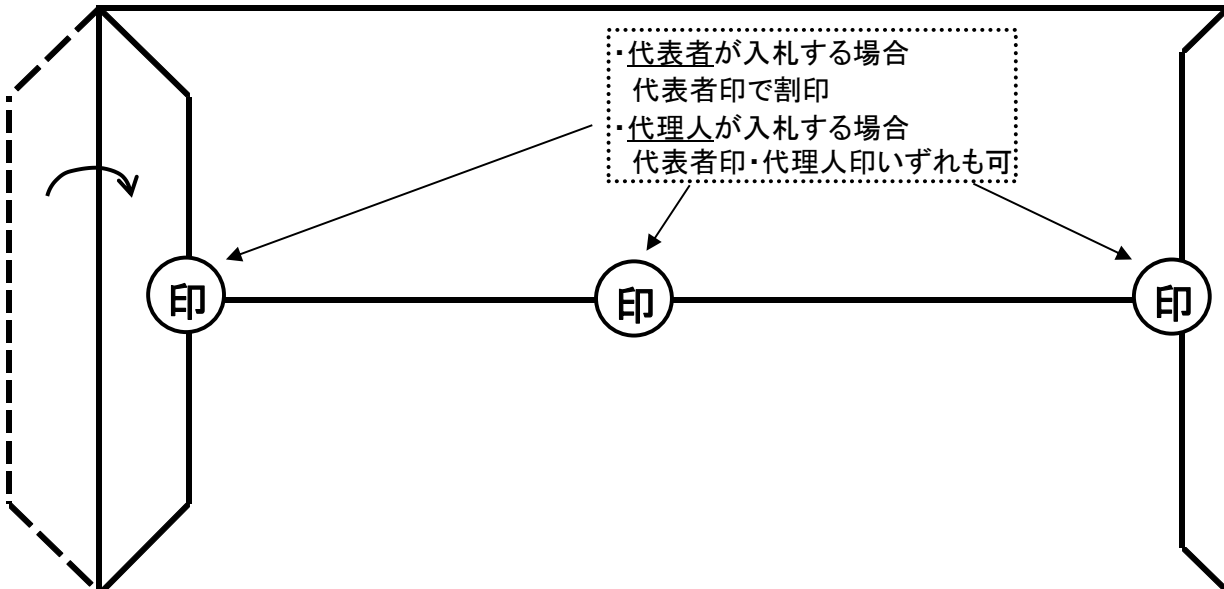 ・代表者が入札する場合
代表者印で割印
・代理人が入札する場合
代表者印・代理人印いずれも可
印
印
印